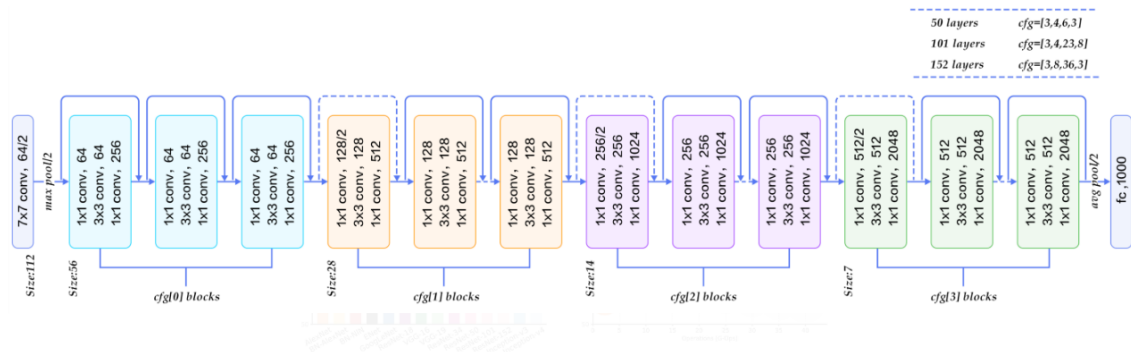 50 layers cfg=[3,4,6,3]
101 layers cfg=[3,4,23,8]
152 layers cfg=[3,8,36,3]
7x7 conv, 64/2
max pool/2
1x1 conv, 64
3x3 conv, 64
1x1 conv, 256
1x1 conv, 64
3x3 conv, 64
1x1 conv, 256
1x1 conv, 64
3x3 conv, 64
1x1 conv, 256
1x1 conv, 128/2
3x3 conv, 128
1x1 conv, 512
1x1 conv, 128
3x3 conv, 128
1x1 conv, 512
1x1 conv, 128
3x3 conv, 128
1x1 conv, 512
1x1 conv, 256/2
3x3 conv, 256
1x1 conv, 1024
1x1 conv, 256
3x3 conv, 256
1x1 conv, 1024
1x1 conv, 256
3x3 conv, 256
1x1 conv, 1024
1x1 conv, 512/2
3x3 conv, 512
1x1 conv, 2048
1x1 conv, 512
3x3 conv, 512
1x1 conv, 2048
1x1 conv, 512
3x3 conv, 512
1x1 conv, 2048
avg pool/2
fc ,1000
Size:112
Size:56
cfg[0] blocks
Size:28
cfg[1] blocks
Size:14
cfg[2] blocks
Size:7
cfg[3] blocks